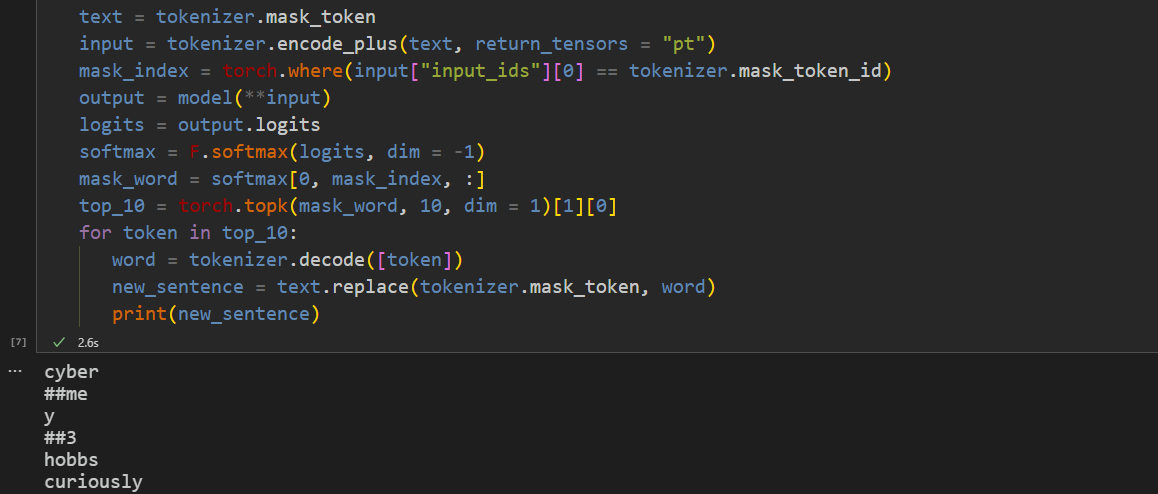 text = tokenizer.mask_token
input = tokenizer.encode_plus(text, return_tensors = "pt")
mask_index = torch.where(input["input_ids"][0] == tokenizer.mask_token_id)
output = model(**input)
logits = output.logits
softmax = F.softmax(logits, dim = -1)
mask_word = softmax[0, mask_index, :]
top_10 = torch.topk(mask_word, 10, dim = 1)[1][0]
for token in top_10:
   word = tokenizer.decode([token])
   new_sentence = text.replace(tokenizer.mask_token, word)
   print(new_sentence)
[7] ✓ 2.6s
... cyber
##me
y
##3
hobbs
curiously